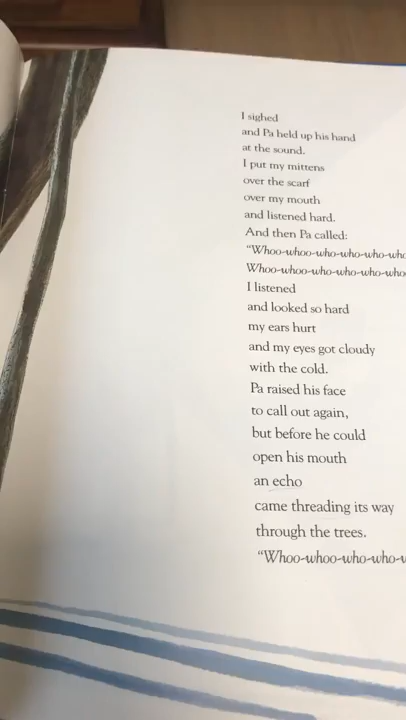 I sighed
and Pa held up his hand
at the sound.
I put my mittens
over the scarf
over my mouth
and listened hard.
And then Pa called:
"Whoo-whoo-who-who-who-who
Whoo-whoo-who-who-who-whoo
I listened
and looked so hard
my ears hurt
and my eyes got cloudy
with the cold.
Pa raised his face
to call out again,
but before he could
open his mouth
an echo
came threading its way
through the trees.
"Whoo-whoo-who-who-w